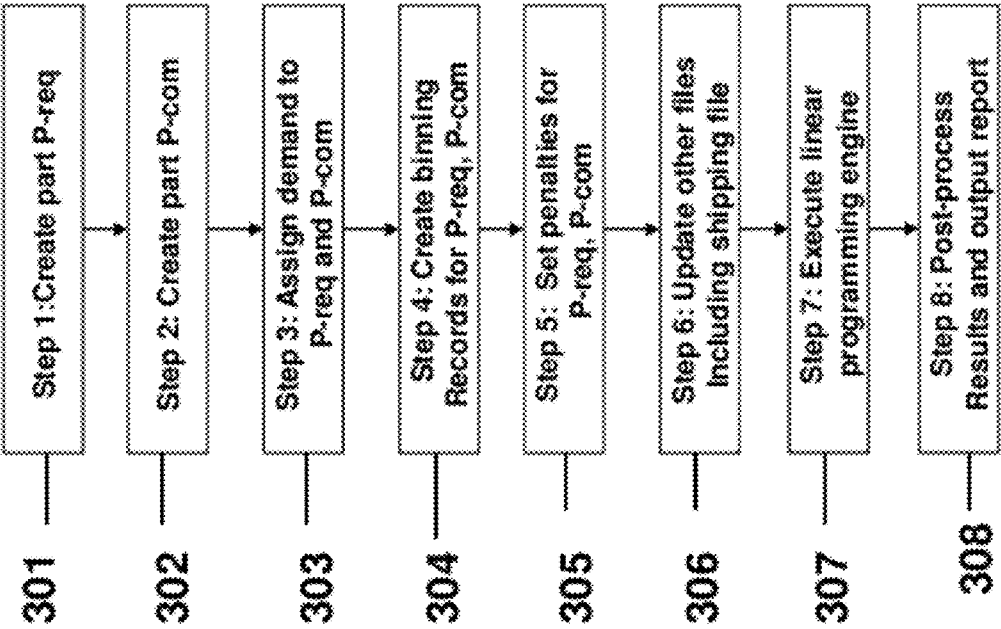 301
Step 1:Create part P-req
302
Step 2: Create part P-com
303
Step 3: Assign demand to
P-req and P-com
304
Step 4: Create binning
Records for P-req, P-com
305
Step 5: Set penalties for
P-req, P-com
306
Step 6: Update other files
Including shipping file
307
Step 7: Execute linear
programming engine
308
Step 8: Post-process
Results and output report